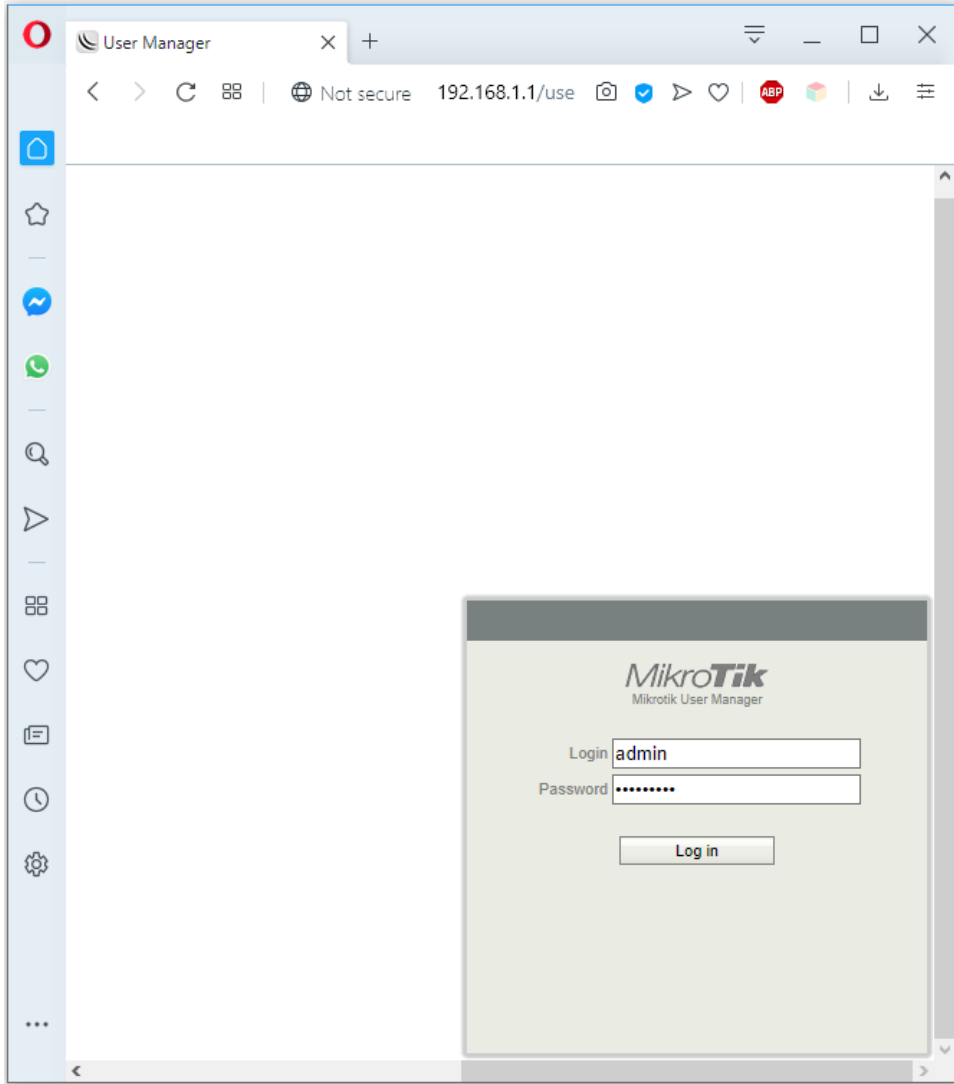 User Manager
Not secure 192.168.1.1/use
ABP
MikroTik
Mikrotik User Manager
Login admin
Password •••••••••
Log in